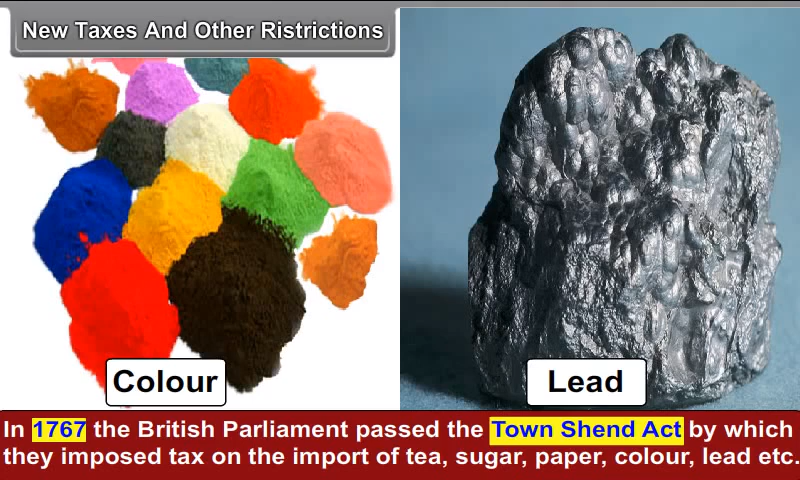 New Taxes And Other Ristrictions
Colour
Lead
In 1767 the British Parliament passed the Town Shend Act by which
they imposed tax on the import of tea, sugar, paper, colour, lead etc.